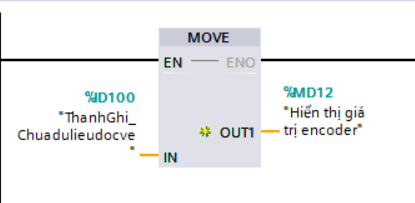 MOVE
EN
ENO
%ID100
"ThanhGhi_
Chuadulieudocve
"
IN
OUT1
%MD12
"Hiển thị giá
trị encoder"